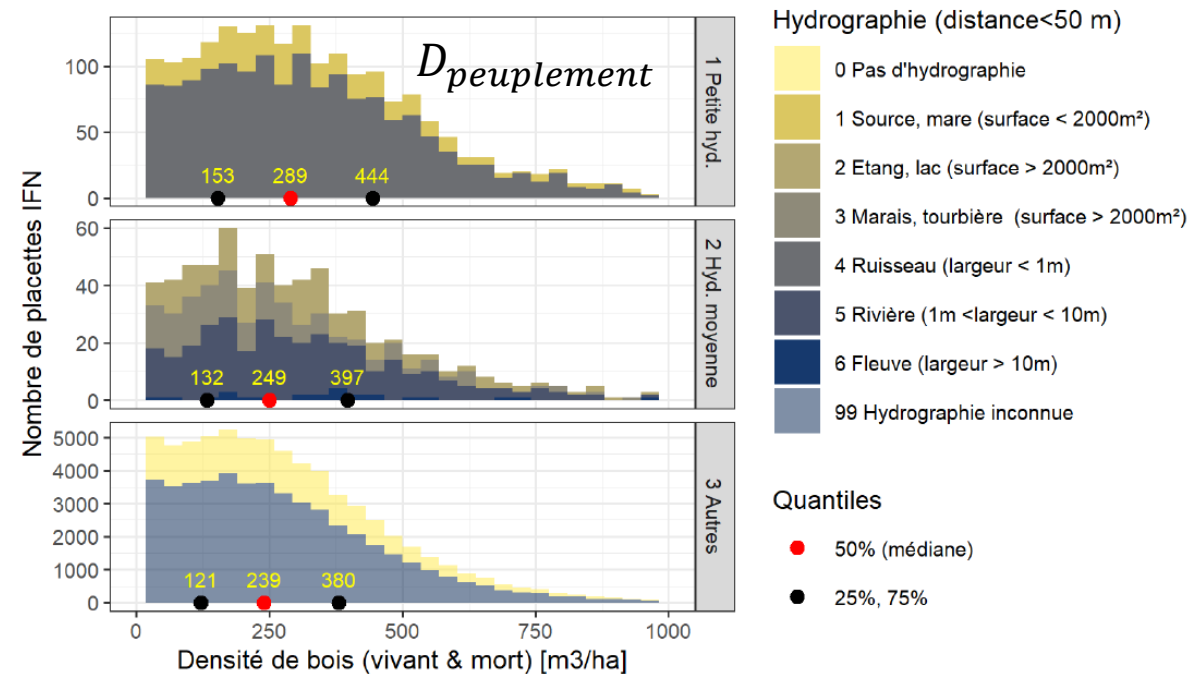 Nombre de placettes IFN
D_peuplement
100
50
0
153 289 444
1 Petite hyd.
60
40
20
0
132 249 397
2 Hyd. moyenne
5000
4000
3000
2000
1000
0
121 239 380
3 Autres
0 250 500 750 1000
Densité de bois (vivant & mort) [m3/ha]
Hydrographie (distance<50 m)
0 Pas d'hydrographie
1 Source, mare (surface < 2000m²)
2 Etang, lac (surface > 2000m²)
3 Marais, tourbière (surface > 2000m²)
4 Ruisseau (largeur < 1m)
5 Rivière (1m <largeur < 10m)
6 Fleuve (largeur > 10m)
99 Hydrographie inconnue
Quantiles
50% (médiane)
25%, 75%